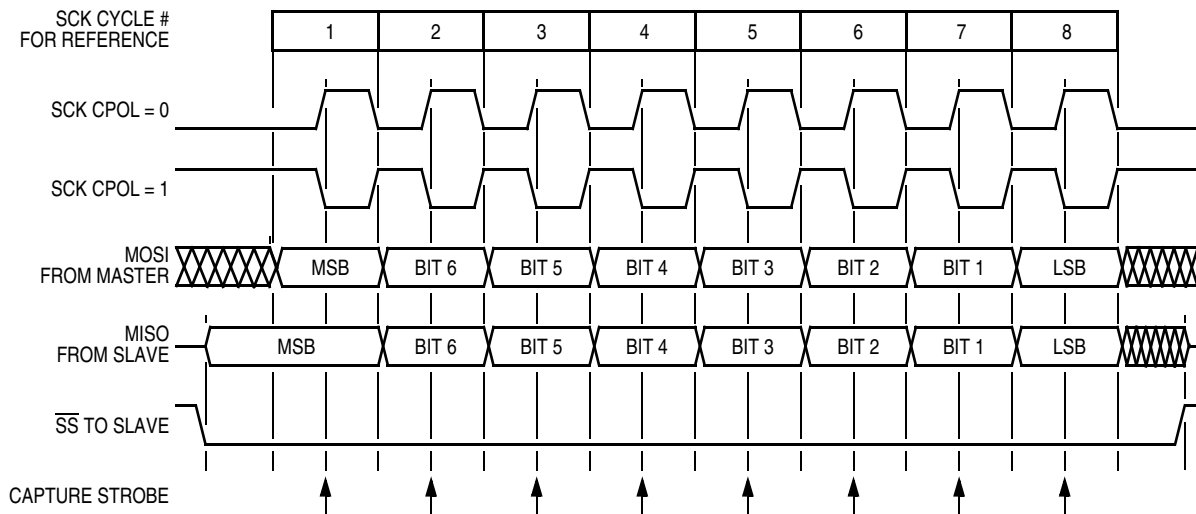 SCK CYCLE #
FOR REFERENCE
1 2 3 4 5 6 7 8
SCK CPOL = 0
SCK CPOL = 1
MOSI
FROM MASTER
MSB BIT 6 BIT 5 BIT 4 BIT 3 BIT 2 BIT 1 LSB
MISO
FROM SLAVE
MSB BIT 6 BIT 5 BIT 4 BIT 3 BIT 2 BIT 1 LSB
S̅S̅ TO SLAVE
CAPTURE STROBE